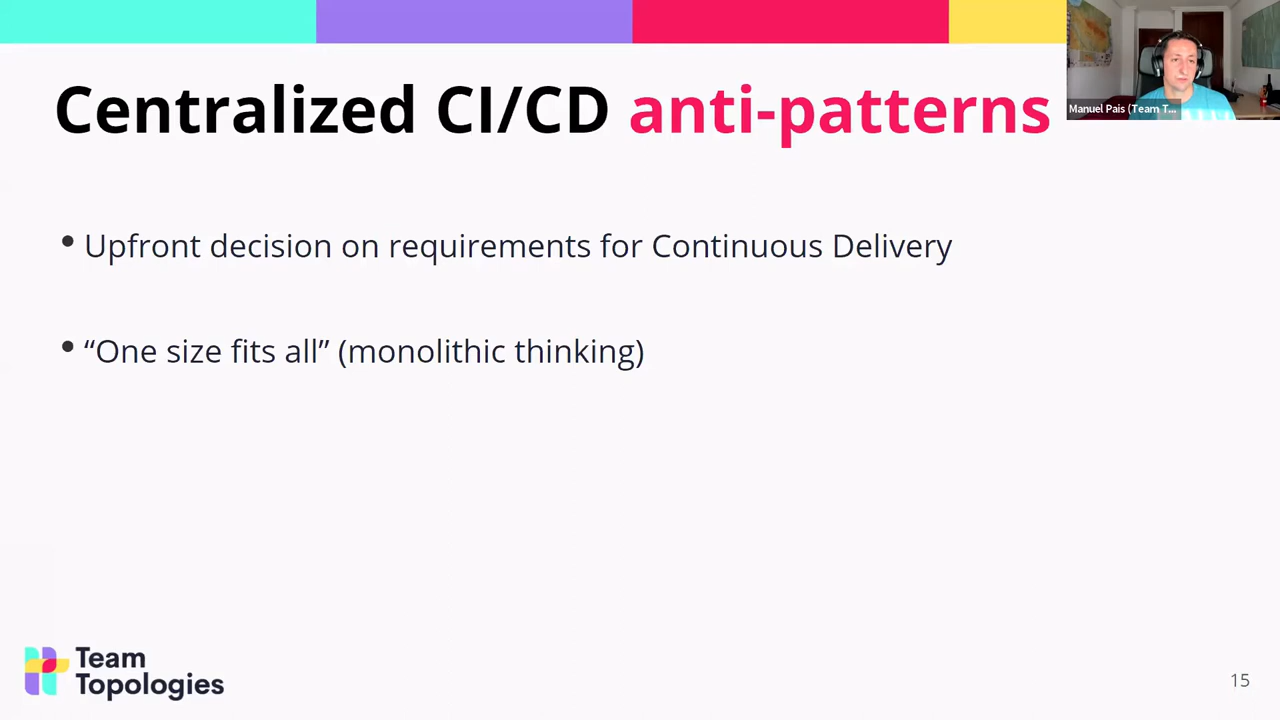 Centralized CI/CD anti-patterns
Manuel Pais (Team T...
• Upfront decision on requirements for Continuous Delivery
• “One size fits all” (monolithic thinking)
Team
Topologies
15